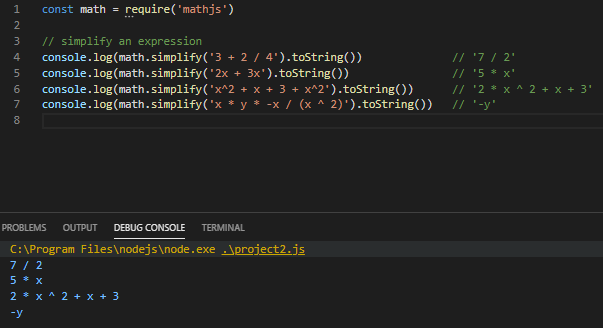 1 const math = require('mathjs')
2
3 // simplify an expression
4 console.log(math.simplify('3 + 2 / 4').toString()) // '7 / 2'
5 console.log(math.simplify('2x + 3x').toString()) // '5 * x'
6 console.log(math.simplify('x^2 + x + 3 + x^2').toString()) // '2 * x ^ 2 + x + 3'
7 console.log(math.simplify('x * y * -x / (x ^ 2)').toString()) // '-y'
8
PROBLEMS OUTPUT DEBUG CONSOLE TERMINAL
C:\Program Files\nodejs\node.exe .\project2.js
7 / 2
5 * x
2 * x ^ 2 + x + 3
-y